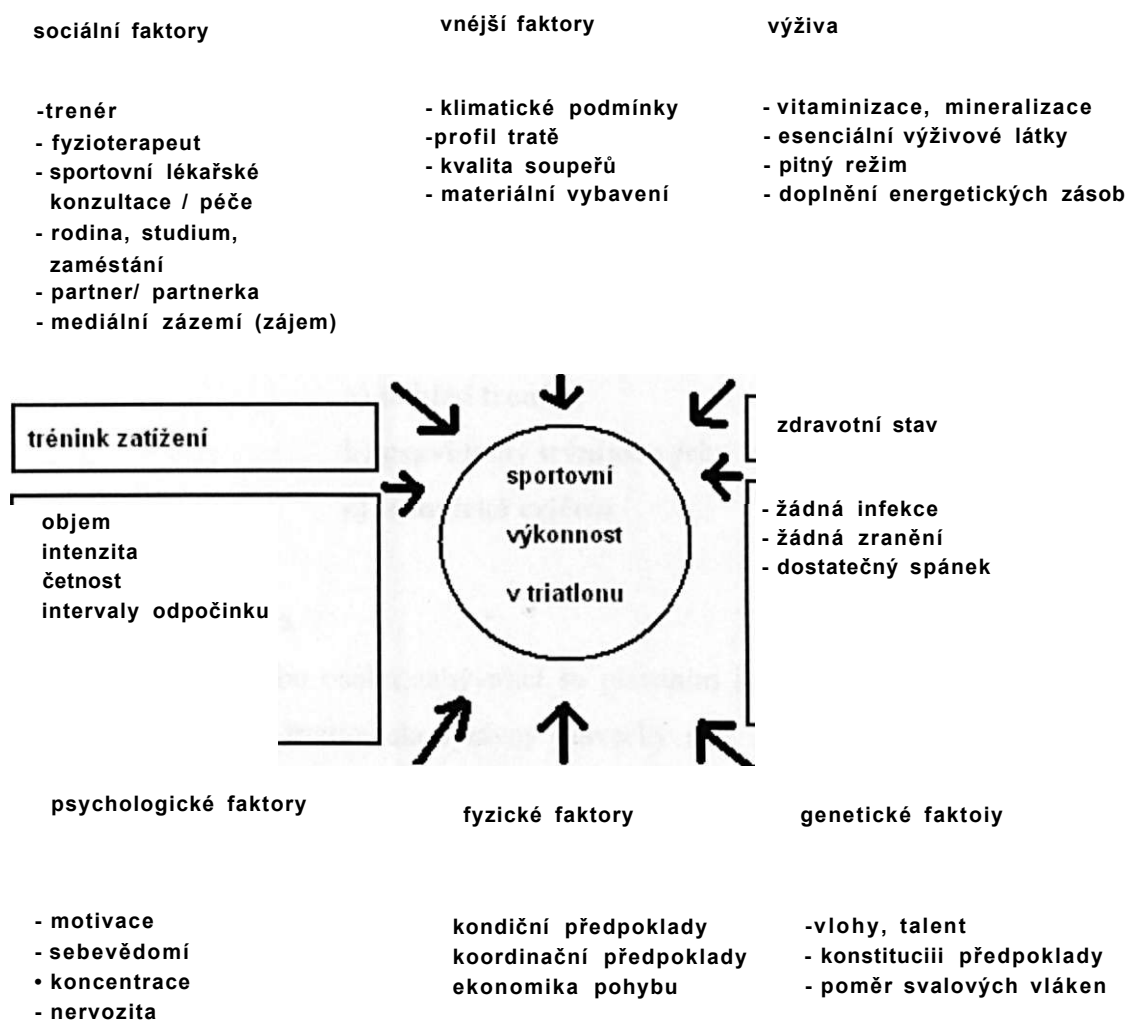 sociální faktory
-trenér
- fyzioterapeut
- sportovní lékařské
konzultace / péče
- rodina, studium,
zaméstání
- partner/ partnerka
- mediální zázemí (zájem)
vnéjší faktory
- klimatické podmínky
-profil tratě
- kvalita soupeřů
- materiální vybavení
výživa
- vitaminizace, mineralizace
- esenciální výživové látky
- pitný režim
- doplnění energetických zásob
trénink zatížení
objem
intenzita
četnost
intervaly odpočinku
sportovní
výkonnost
v triatlonu
zdravotní stav
- žádná infekce
- žádná zranění
- dostatečný spánek
psychologické faktory
- motivace
- sebevědomí
• koncentrace
- nervozita
fyzické faktory
kondiční předpoklady
koordinační předpoklady
ekonomika pohybu
genetické faktoiy
-vlohy, talent
- konstituciii předpoklady
- poměr svalových vláken